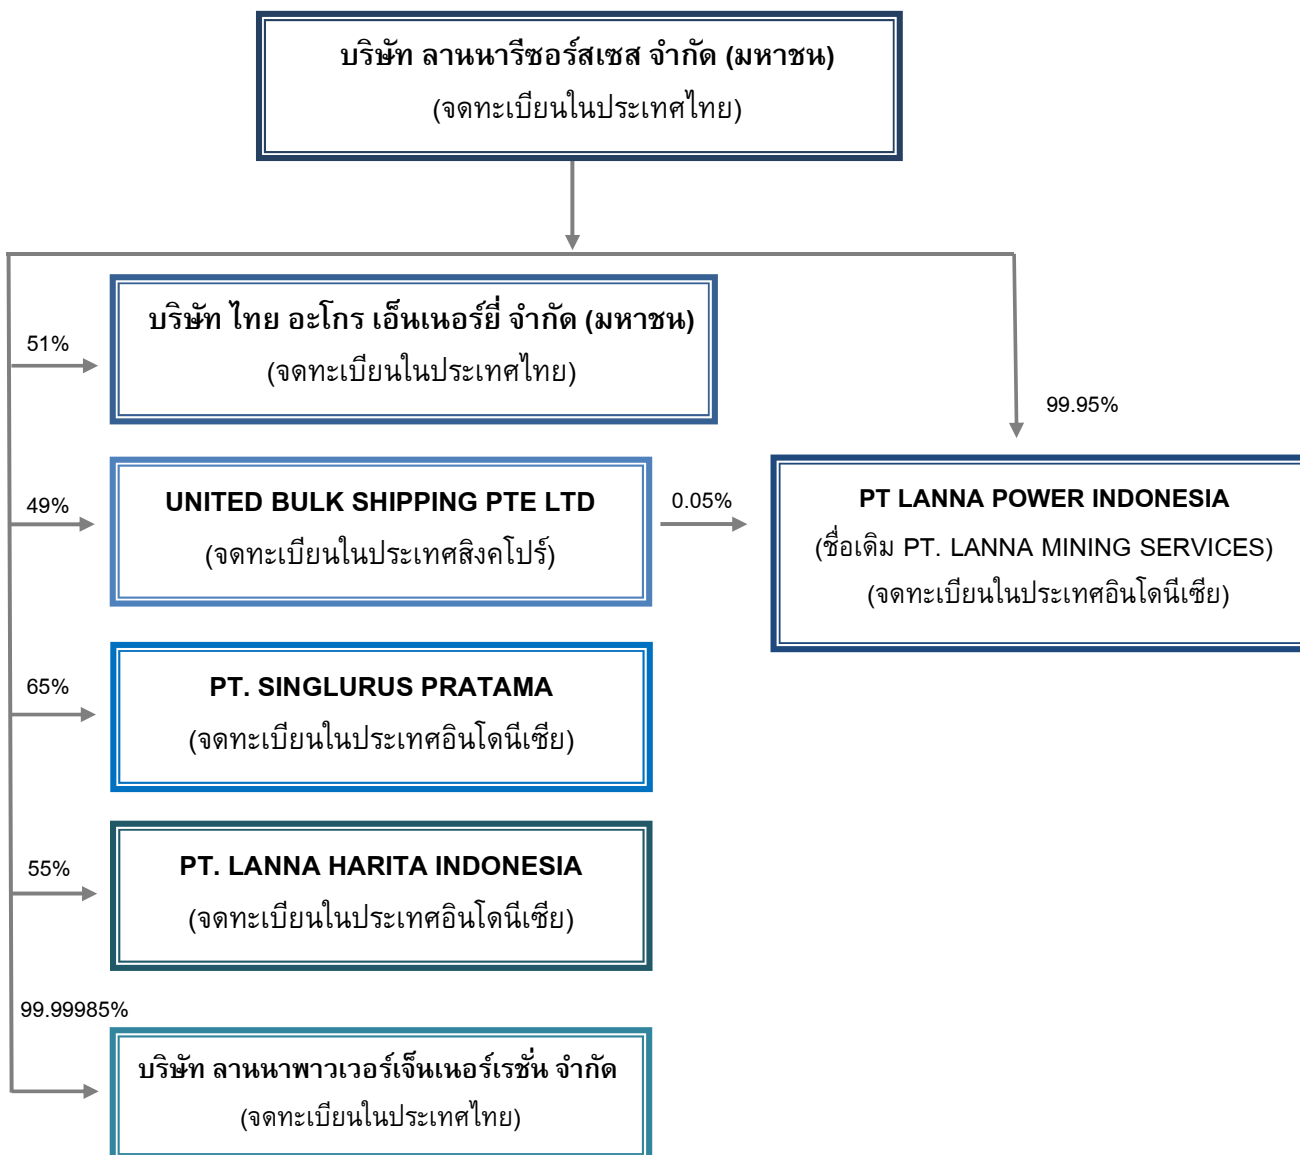 บริษัท ลานนารีซอร์สเซส จำกัด (มหาชน)
(จดทะเบียนในประเทศไทย)
บริษัท ไทย อะโกร เอ็นเนอร์ยี่ จำกัด (มหาชน)
51%
(จดทะเบียนในประเทศไทย)
99.95%
49%
UNITED BULK SHIPPING PTE LTD
(จดทะเบียนในประเทศสิงคโปร์)
0.05%
PT LANNA POWER INDONESIA
(ชื่อเดิม PT. LANNA MINING SERVICES)
(จดทะเบียนในประเทศอินโดนีเซีย)
65%
PT. SINGLURUS PRATAMA
(จดทะเบียนในประเทศอินโดนีเซีย)
55%
PT. LANNA HARITA INDONESIA
(จดทะเบียนในประเทศอินโดนีเซีย)
99.99985%
บริษัท ลานนาพาวเวอร์เจ็นเนอร์เรชั่น จำกัด
(จดทะเบียนในประเทศไทย)